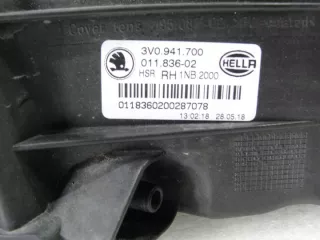 3V0.941.700
011.836-02
HSR RH 1NB.2000
HELLA
0118360200287078
13.02.18 28.05.18